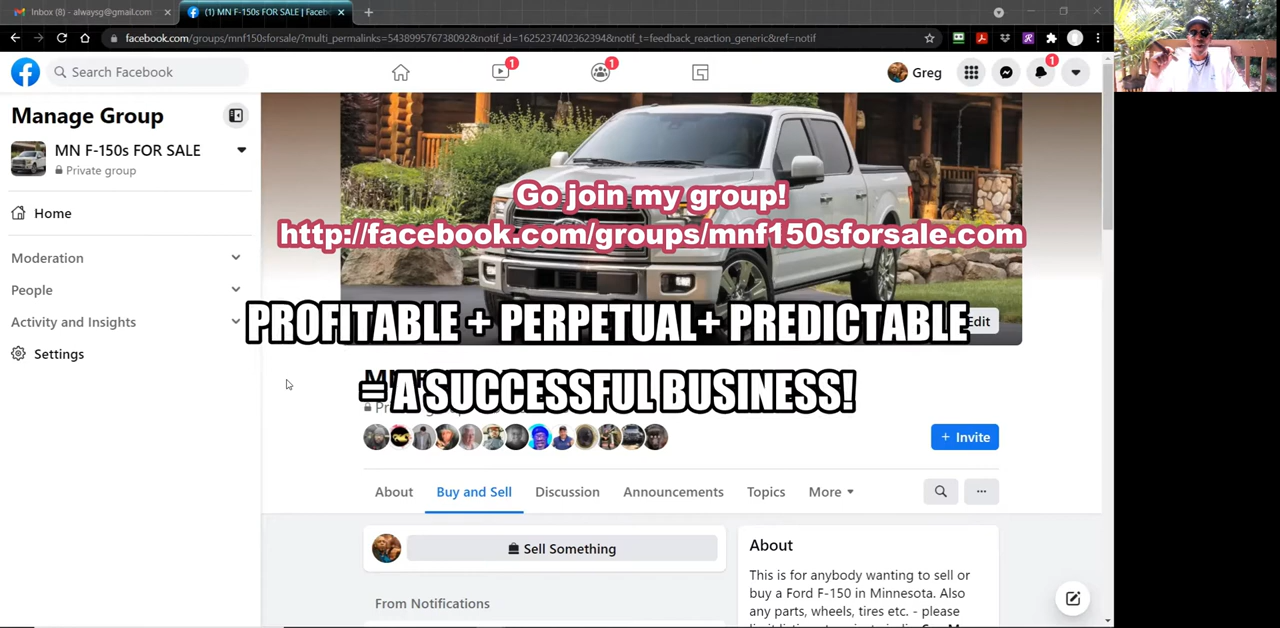 Inbox (8) - alwaysg@gmail.com
(1) MN F-150s FOR SALE | Faceb
facebook.com/groups/mnf150sforsale/?multi_permalinks=5438995767380928&notif_id=1625237402362394&notif_t=feedback_reaction_generic&ref=notif
Search Facebook
1
1
Greg
1
Manage Group
MN F-150s FOR SALE
Private group
Home
Moderation
People
Activity and Insights
Settings
Go join my group!
http://facebook.com/groups/mnf150sforsale.com
PROFITABLE + PERPETUAL+ PREDICTABLE
Edit
= A SUCCESSFUL BUSINESS!
+ Invite
About
Buy and Sell
Discussion
Announcements
Topics
More
Sell Something
From Notifications
About
This is for anybody wanting to sell or
buy a Ford F-150 in Minnesota. Also
any parts, wheels, tires etc. - please